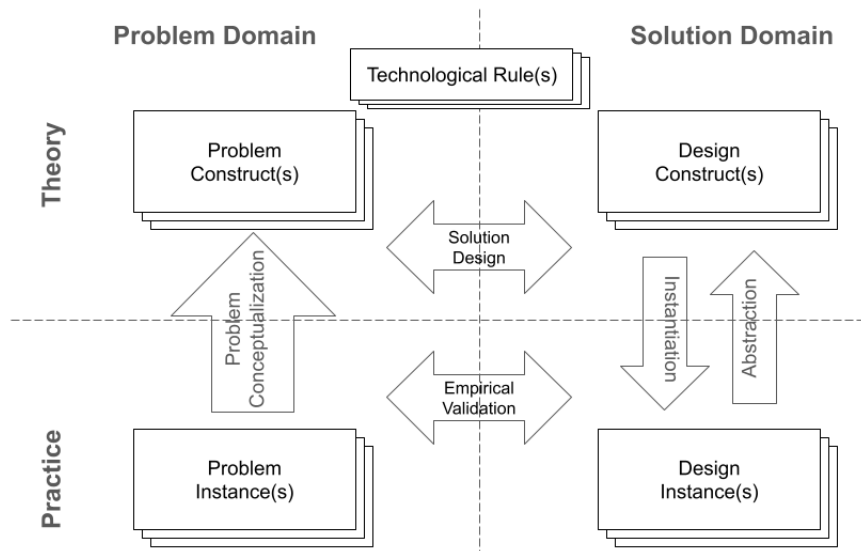 Problem Domain
Solution Domain
Technological Rule(s)
Theory
Problem
Construct(s)
Design
Construct(s)
Solution
Design
Problem
Conceptualization
Instantiation
Abstraction
Empirical
Validation
Practice
Problem
Instance(s)
Design
Instance(s)